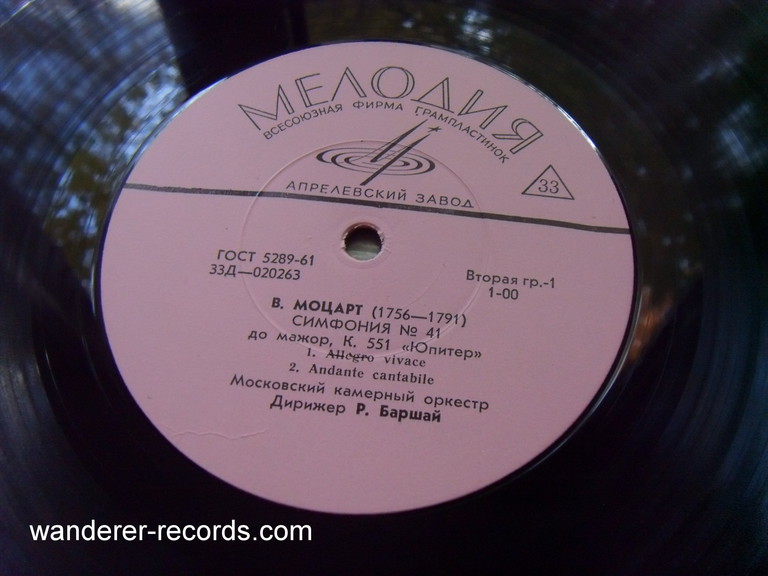 МЕЛОДИЯ
ВСЕСОЮЗНАЯ ФИРМА ГРАМПЛАСТИНОК
33
АПРЕЛЕВСКИЙ ЗАВОД
ГОСТ 5289-61
33Д—020263
Вторая гр.-1
1-00
В. МОЦАРТ (1756—1791)
СИМФОНИЯ № 41
до мажор, К. 551 «Юпитер»
1. Allegro vivace
2. Andante cantabile
Московский камерный оркестр
Дирижер Р. Баршай
wanderer-records.com